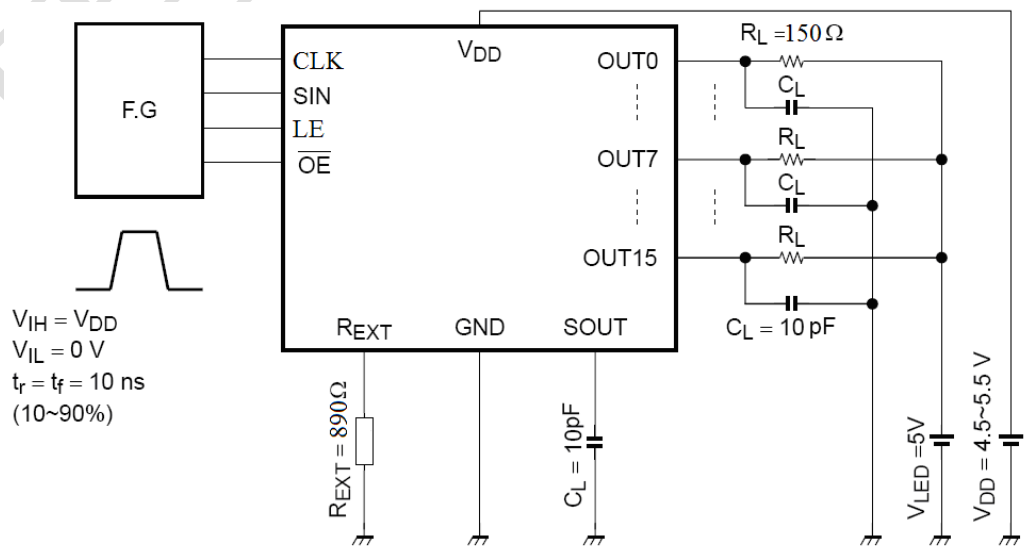 F.G
CLK
SIN
LE
O̅E̅
V_DD
OUT0
OUT7
OUT15
R_EXT
GND
SOUT
R_L =150Ω
C_L
R_L
C_L
R_L
C_L = 10 pF
V_IH = V_DD
V_IL = 0 V
t_r = t_f = 10 ns
(10~90%)
R_EXT = 890Ω
C_L = 10pF
V_LED =5V
V_DD = 4.5~5.5 V